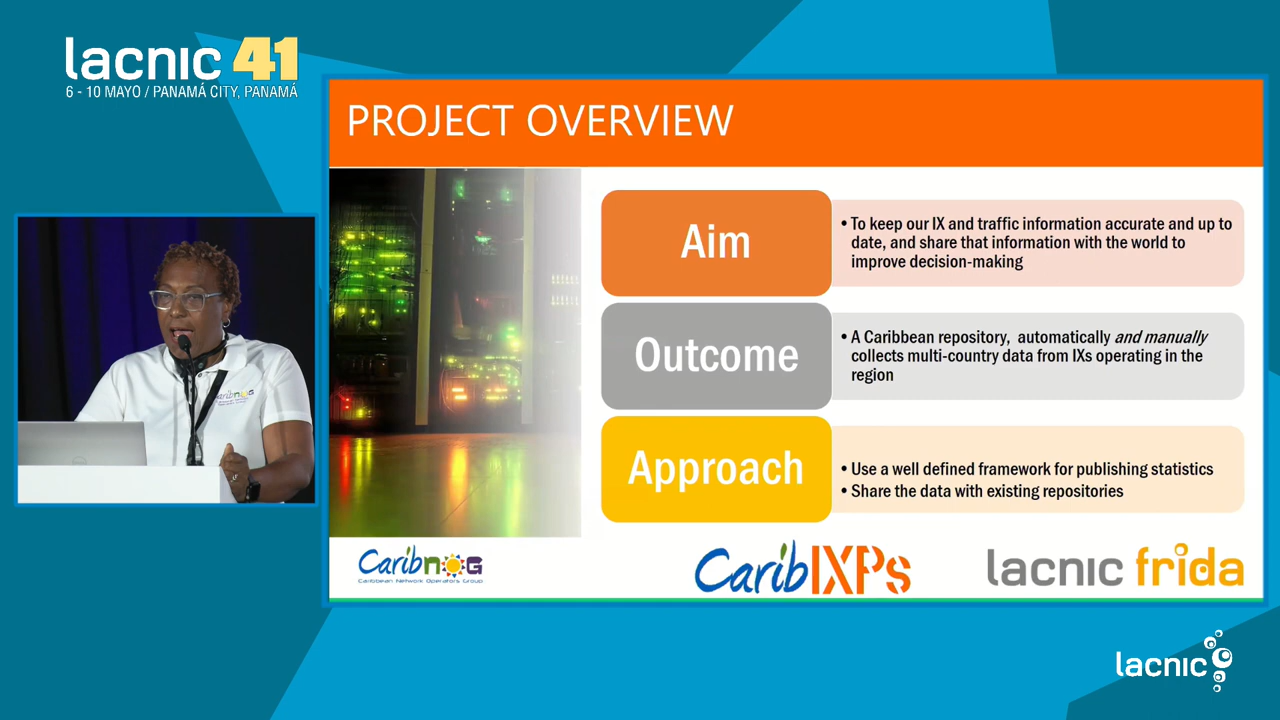 lacnic 41
6 - 10 MAYO / PANAMÁ CITY, PANAMÁ
PROJECT OVERVIEW
Aim
• To keep our IX and traffic information accurate and up to
date, and share that information with the world to
improve decision-making
Outcome
• A Caribbean repository, automatically and manually
collects multi-country data from IXs operating in the
region
Approach
• Use a well defined framework for publishing statistics
• Share the data with existing repositories
Caribnog
Caribbean Network Operators Group
CaribIXPs
lacnic frida
Caribnog
lacnic